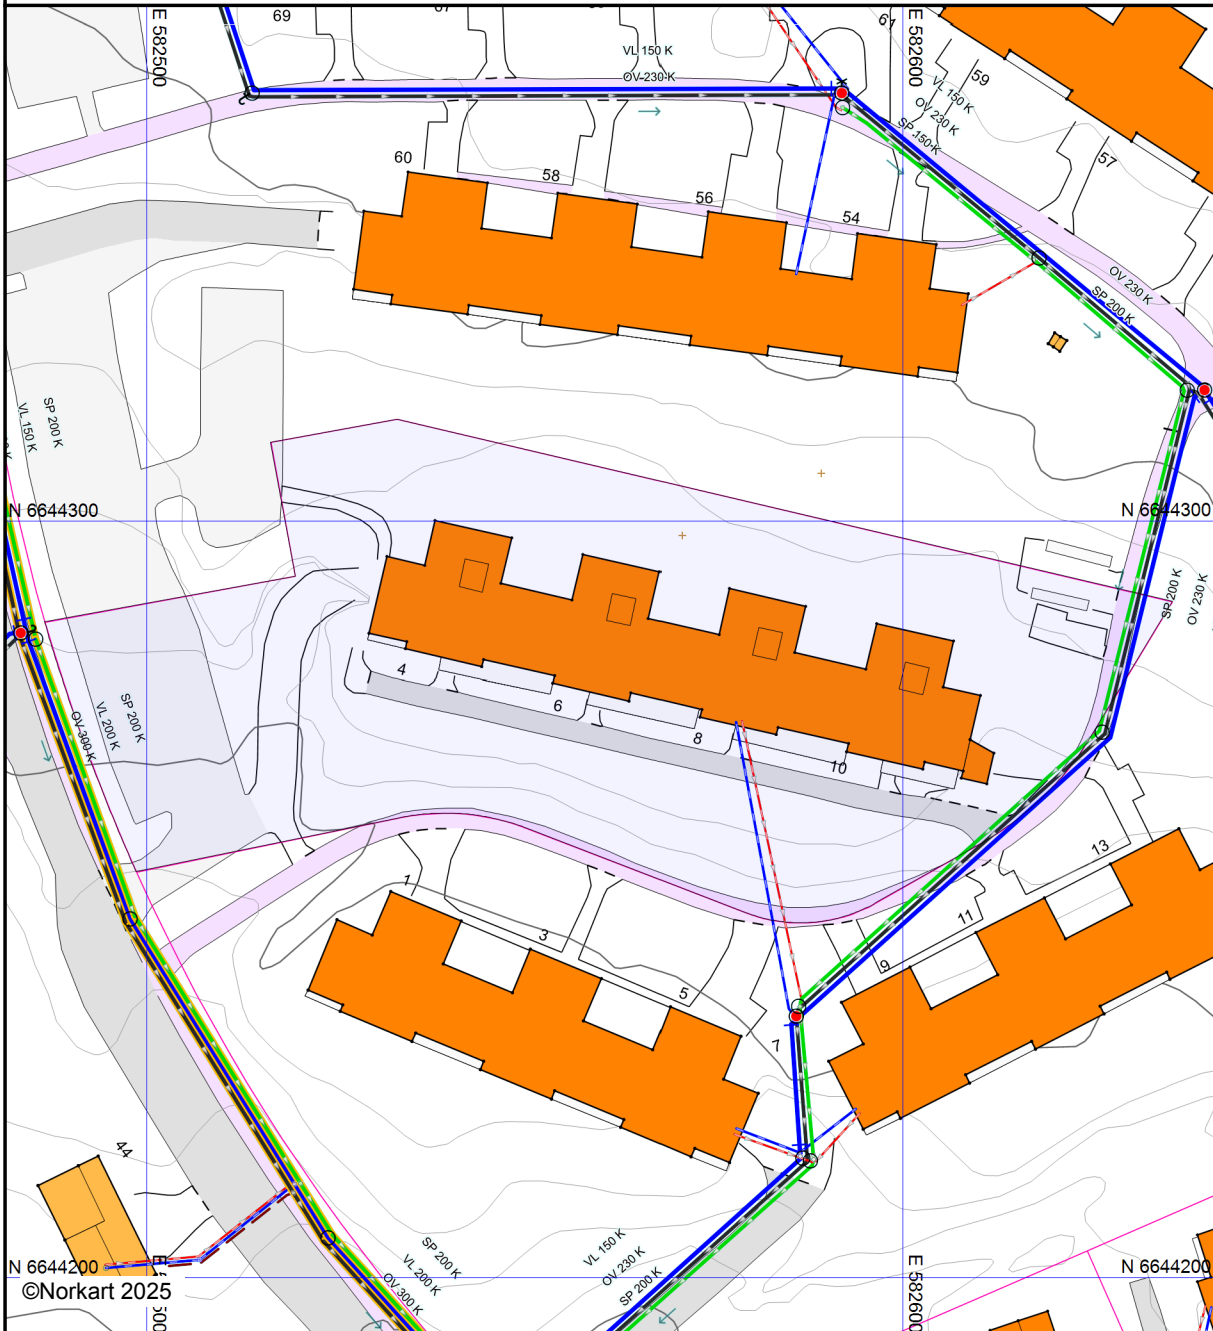 69
E 582500
VL 150 K
OV 230 K
61
E 582600
59
VL 150 K
OV 230 K
SP 150 K
57
60
58
56
54
OV 230 K
SP 200 K
SP 200 K
VL 150 K
N 6644300
N 6644300
SP 200 K
OV 230 K
4
6
8
10
SP 200 K
VL 200 K
OV 300 K
13
11
9
1
3
5
7
44
SP 200 K
VL 200 K
OV 300 K
VL 150 K
OV 230 K
SP 200 K
N 6644200
N 6644200
E 582600
©Norkart 2025